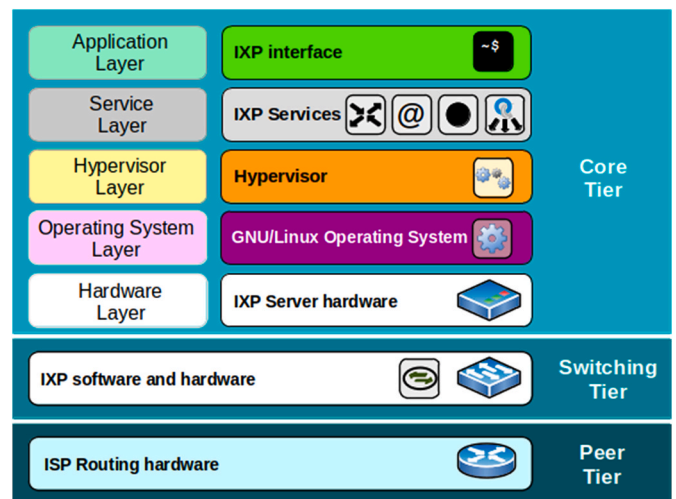 Application
Layer
IXP interface
~$
Service
Layer
IXP Services
@
Hypervisor
Layer
Hypervisor
Core
Tier
Operating System
Layer
GNU/Linux Operating System
Hardware
Layer
IXP Server hardware
IXP software and hardware
Switching
Tier
ISP Routing hardware
Peer
Tier